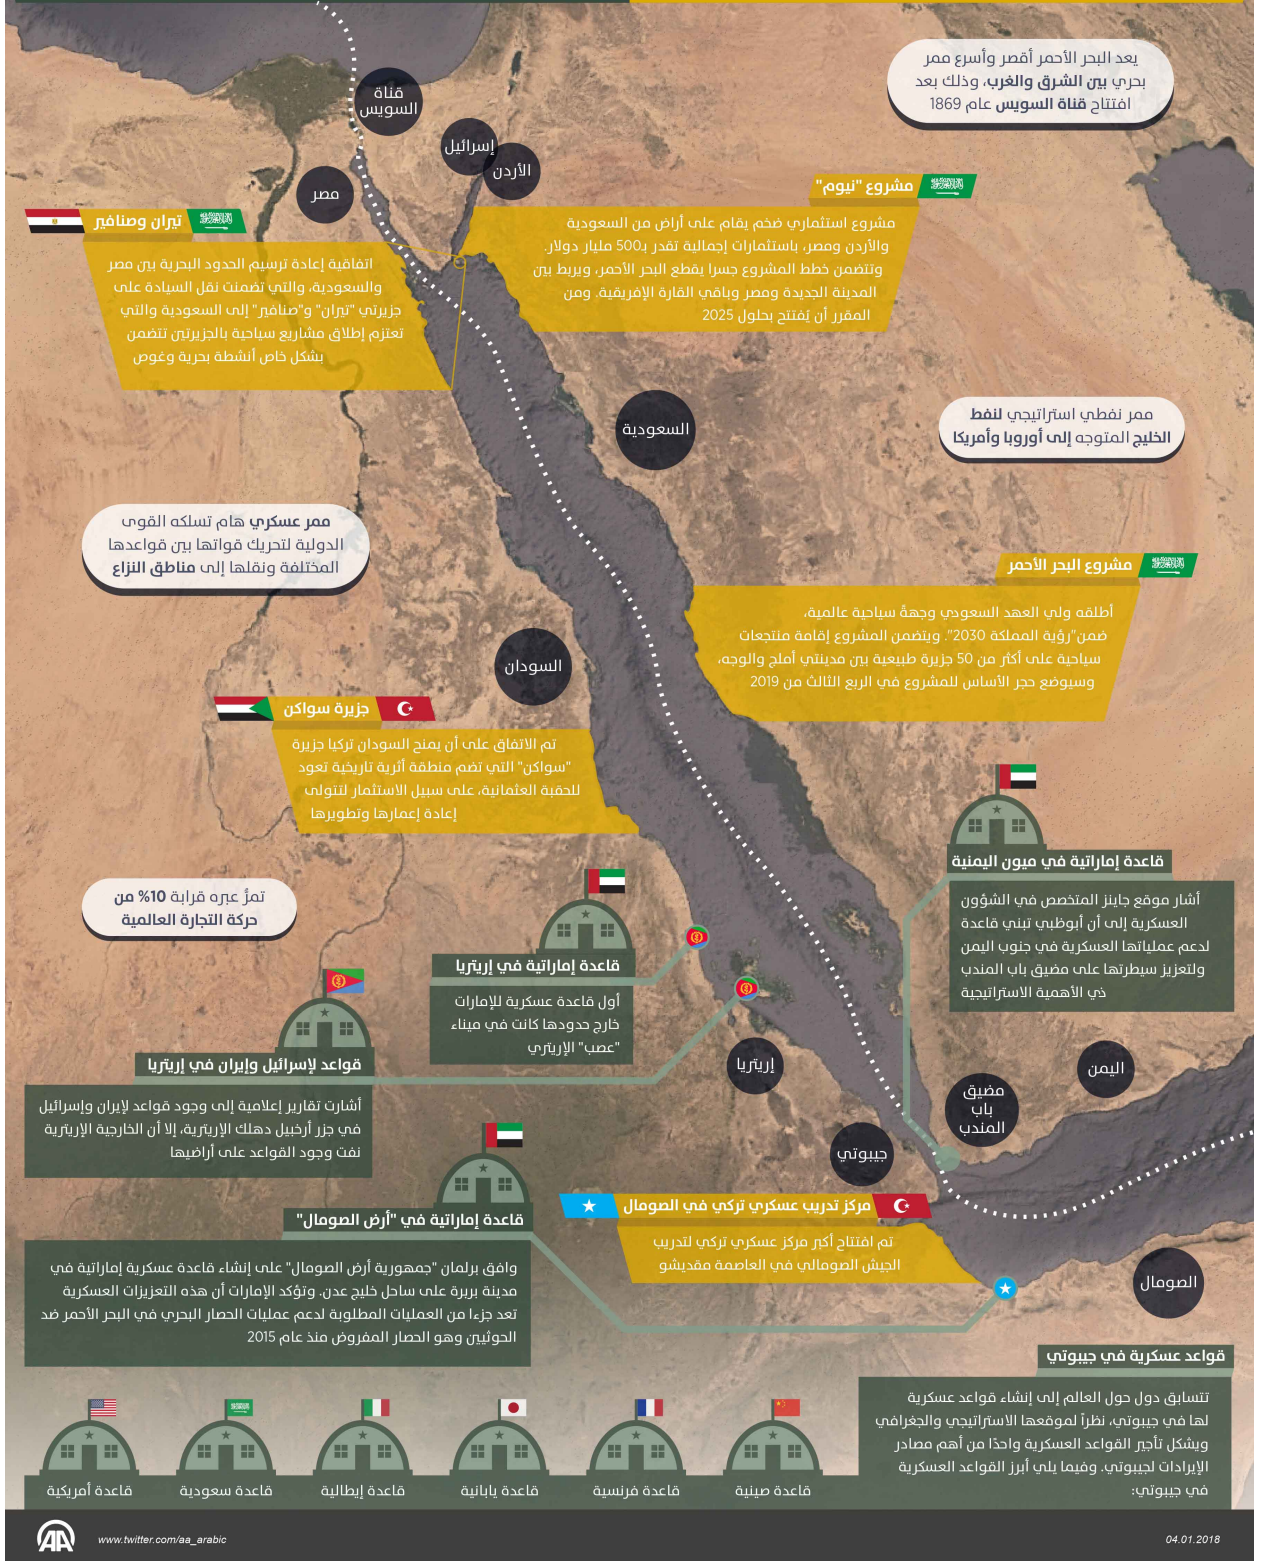 يعد البحر الأحمر أقصر وأسرع ممر
بحري بين الشرق والغرب، وذلك بعد
افتتاح قناة السويس عام 1869
قناة
السويس
إسرائيل
الأردن
مصر
مشروع "نيوم"
مشروع استثماري ضخم يقام على أراض من السعودية
والأردن ومصر، باستثمارات إجمالية تقدر بـ500 مليار دولار.
وتتضمن خطط المشروع جسرا يقطع البحر الأحمر، ويربط بين
المدينة الجديدة ومصر وباقي القارة الإفريقية. ومن
المقرر أن يُفتتح بحلول 2025
تيران وصنافير
اتفاقية إعادة ترسيم الحدود البحرية بين مصر
والسعودية، والتي تضمنت نقل السيادة على
جزيرتي "تيران" و"صنافير" إلى السعودية والتي
تعتزم إطلاق مشاريع سياحية بالجزيرتين تتضمن
بشكل خاص أنشطة بحرية وغوص
السعودية
ممر نفطي استراتيجي لنفط
الخليج المتوجه إلى أوروبا وأمريكا
ممر عسكري هام تسلكه القوى
الدولية لتحريك قواتها بين قواعدها
المختلفة ونقلها إلى مناطق النزاع
مشروع البحر الأحمر
أطلقه ولي العهد السعودي وجهةً سياحية عالمية،
ضمن"رؤية المملكة 2030". ويتضمن المشروع إقامة منتجعات
سياحية على أكثر من 50 جزيرة طبيعية بين مدينتي أملج والوجه،
وسيوضع حجر الأساس للمشروع في الربع الثالث من 2019
السودان
جزيرة سواكن
تم الاتفاق على أن يمنح السودان تركيا جزيرة
"سواكن" التي تضم منطقة أثرية تاريخية تعود
للحقبة العثمانية، على سبيل الاستثمار لتتولى
إعادة إعمارها وتطويرها
قاعدة إماراتية في ميون اليمنية
أشار موقع جاينز المتخصص في الشؤون
العسكرية إلى أن أبوظبي تبني قاعدة
لدعم عملياتها العسكرية في جنوب اليمن
ولتعزيز سيطرتها على مضيق باب المندب
ذي الأهمية الاستراتيجية
تمرُّ عبره قرابة 10% من
حركة التجارة العالمية
قاعدة إماراتية في إريتريا
أول قاعدة عسكرية للإمارات
خارج حدودها كانت في ميناء
"عصب" الإريتري
قواعد لإسرائيل وإيران في إريتريا
أشارت تقارير إعلامية إلى وجود قواعد لإيران وإسرائيل
في جزر أرخبيل دهلك الإريترية، إلا أن الخارجية الإريترية
نفت وجود القواعد على أراضيها
إريتريا
اليمن
مضيق
باب
المندب
جيبوتي
مركز تدريب عسكري تركي في الصومال
تم افتتاح أكبر مركز عسكري تركي لتدريب
الجيش الصومالي في العاصمة مقديشو
الصومال
قاعدة إماراتية في "أرض الصومال"
وافق برلمان "جمهورية أرض الصومال" على إنشاء قاعدة عسكرية إماراتية في
مدينة بربرة على ساحل خليج عدن. وتؤكد الإمارات أن هذه التعزيزات العسكرية
تعد جزءا من العمليات المطلوبة لدعم عمليات الحصار البحري في البحر الأحمر ضد
الحوثيين وهو الحصار المفروض منذ عام 2015
قواعد عسكرية في جيبوتي
تتسابق دول حول العالم إلى إنشاء قواعد عسكرية
لها في جيبوتي، نظراً لموقعها الاستراتيجي والجغرافي
ويشكل تأجير القواعد العسكرية واحدًا من أهم مصادر
الإيرادات لجيبوتي. وفيما يلي أبرز القواعد العسكرية
في جيبوتي:
قاعدة صينية
قاعدة فرنسية
قاعدة يابانية
قاعدة إيطالية
قاعدة سعودية
قاعدة أمريكية
AA
www.twitter.com/aa_arabic
04.01.2018